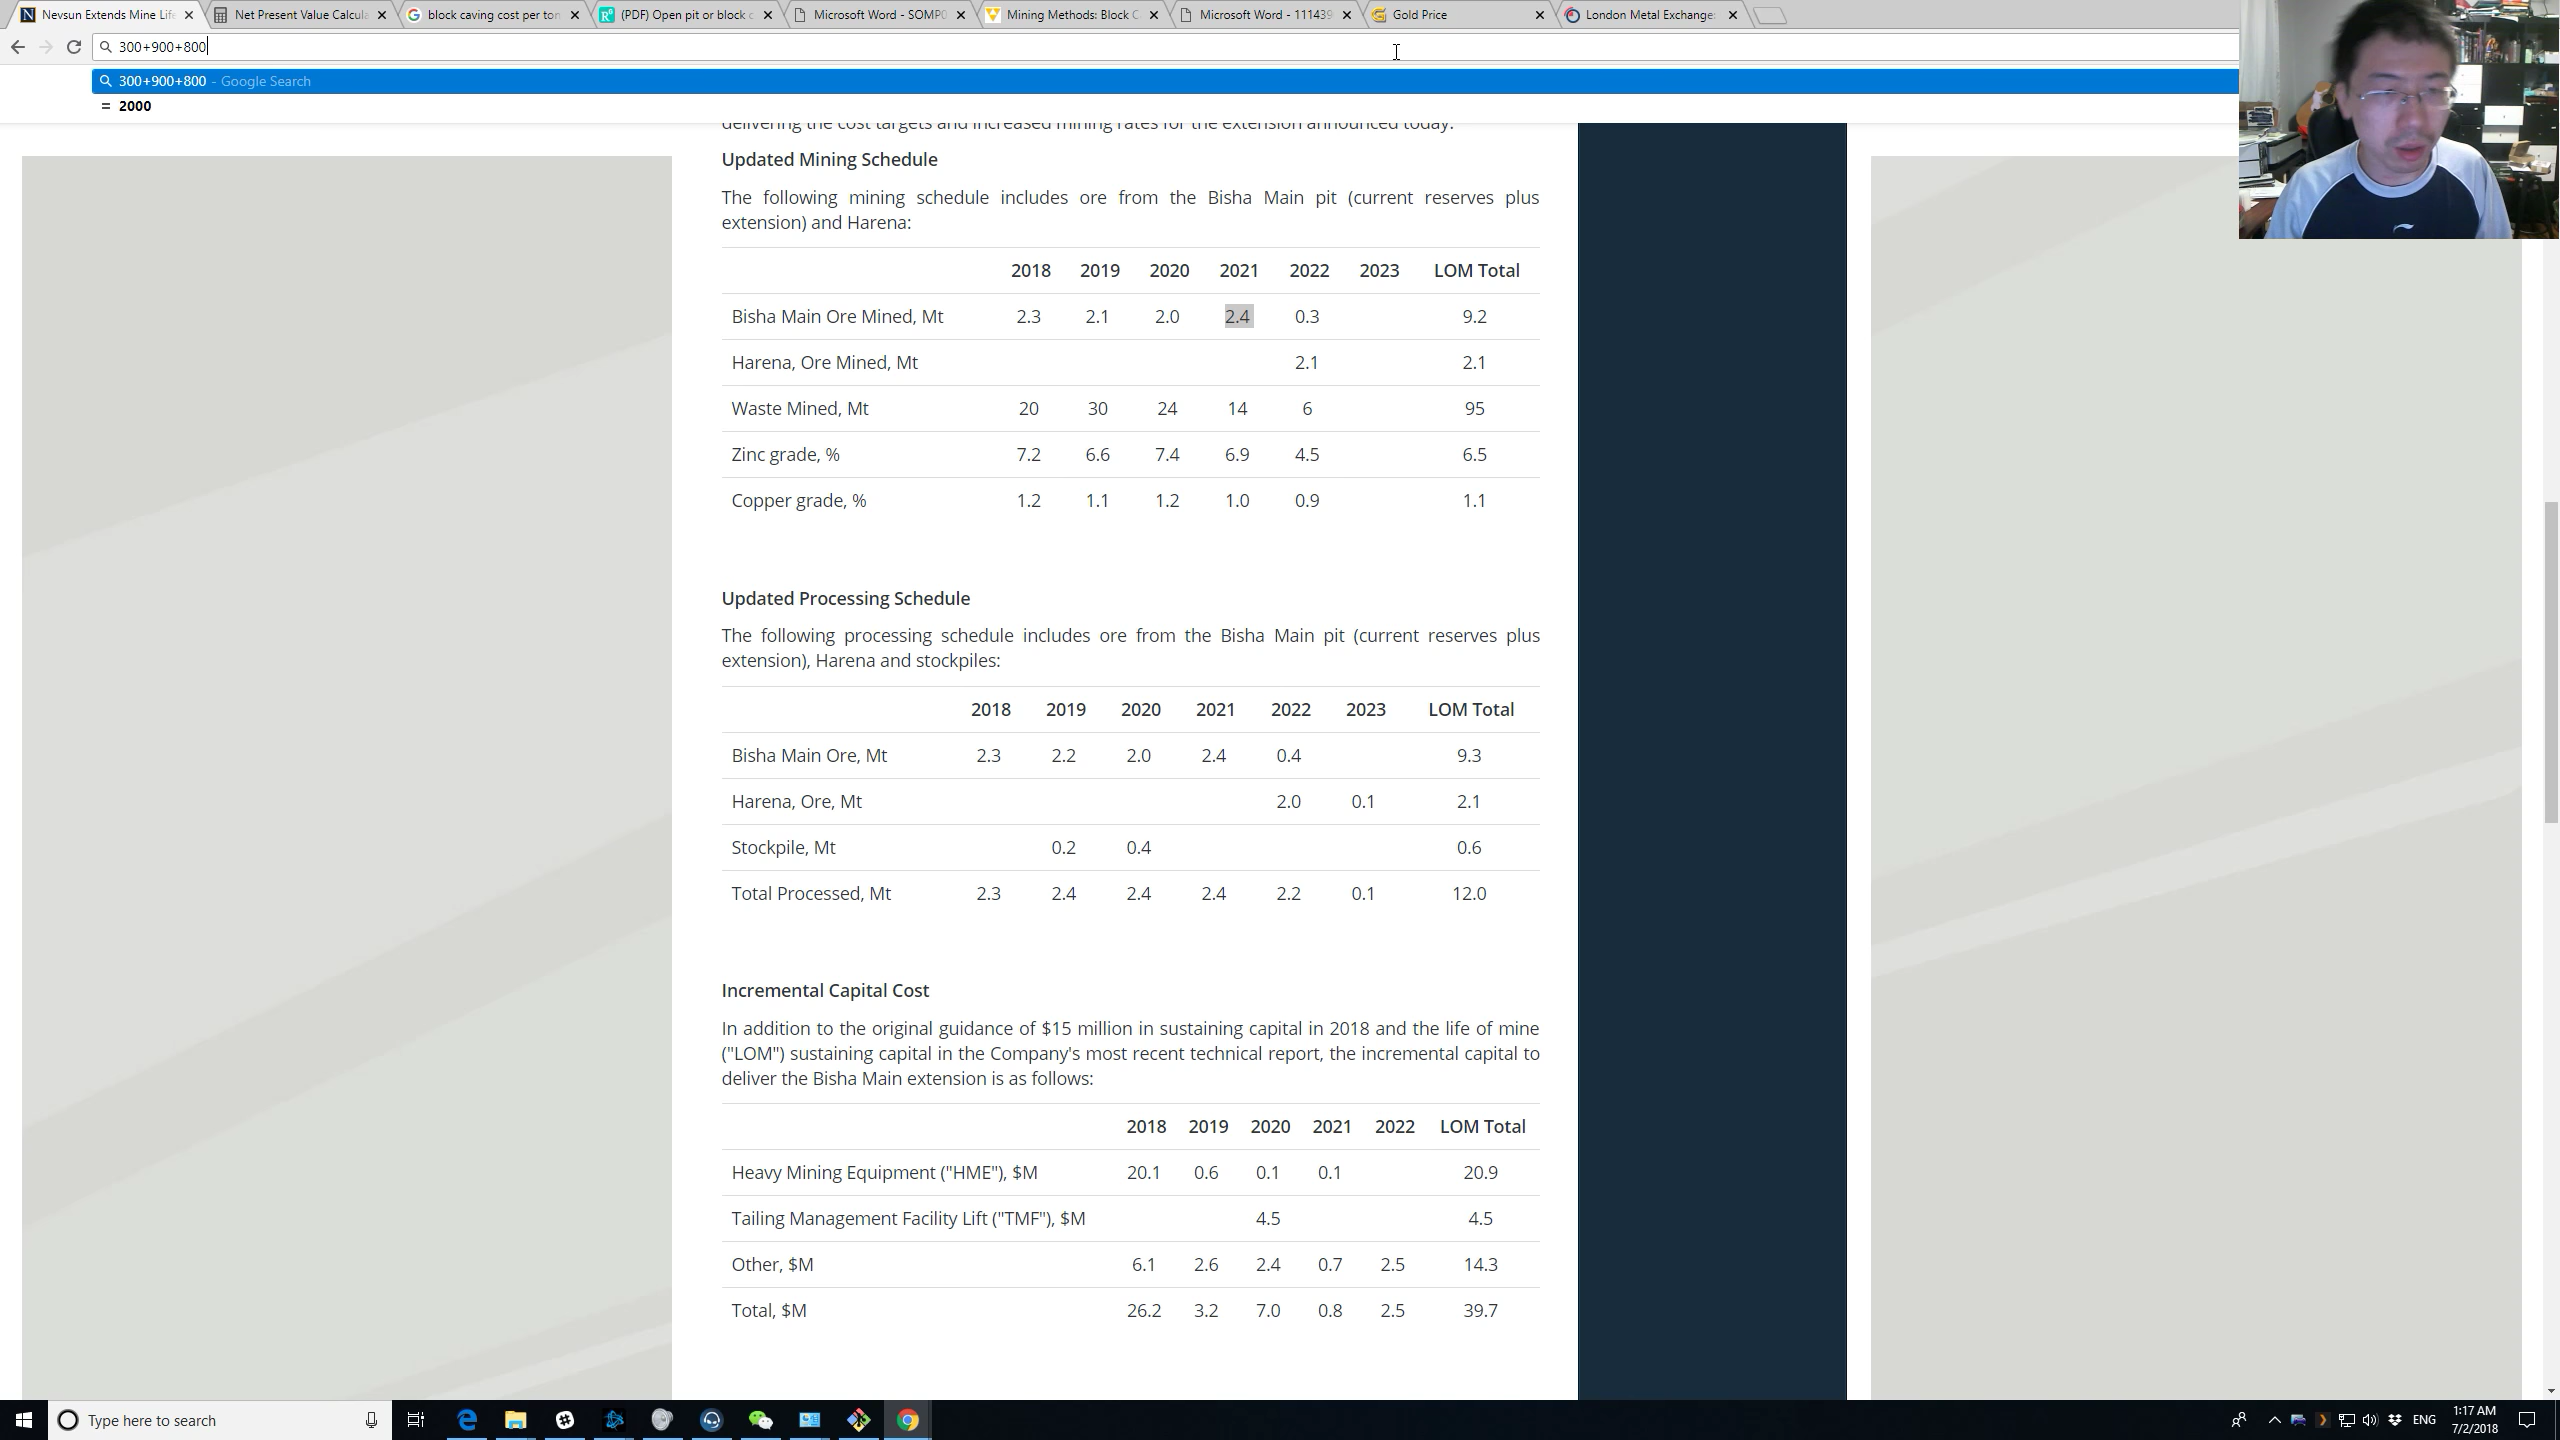 Nevsun Extends Mine Lif
Net Present Value Calcula
block caving cost per ton
(PDF) Open pit or block c
Microsoft Word - SOMP0
Mining Methods: Block C
Microsoft Word - 111439
Gold Price
London Metal Exchange:
300+900+800
300+900+800 - Google Search
= 2000
delivering the cost targets and increased mining rates for the extension announced today.
Updated Mining Schedule
The following mining schedule includes ore from the Bisha Main pit (current reserves plus
extension) and Harena:
2018 2019 2020 2021 2022 2023 LOM Total
Bisha Main Ore Mined, Mt 2.3 2.1 2.0 2.4 0.3 9.2
Harena, Ore Mined, Mt 2.1 2.1
Waste Mined, Mt 20 30 24 14 6 95
Zinc grade, % 7.2 6.6 7.4 6.9 4.5 6.5
Copper grade, % 1.2 1.1 1.2 1.0 0.9 1.1
Updated Processing Schedule
The following processing schedule includes ore from the Bisha Main pit (current reserves plus
extension), Harena and stockpiles:
2018 2019 2020 2021 2022 2023 LOM Total
Bisha Main Ore, Mt 2.3 2.2 2.0 2.4 0.4 9.3
Harena, Ore, Mt 2.0 0.1 2.1
Stockpile, Mt 0.2 0.4 0.6
Total Processed, Mt 2.3 2.4 2.4 2.4 2.2 0.1 12.0
Incremental Capital Cost
In addition to the original guidance of $15 million in sustaining capital in 2018 and the life of mine
("LOM") sustaining capital in the Company's most recent technical report, the incremental capital to
deliver the Bisha Main extension is as follows:
2018 2019 2020 2021 2022 LOM Total
Heavy Mining Equipment ("HME"), $M 20.1 0.6 0.1 0.1 20.9
Tailing Management Facility Lift ("TMF"), $M 4.5 4.5
Other, $M 6.1 2.6 2.4 0.7 2.5 14.3
Total, $M 26.2 3.2 7.0 0.8 2.5 39.7
Type here to search
ENG
1:17 AM
7/2/2018